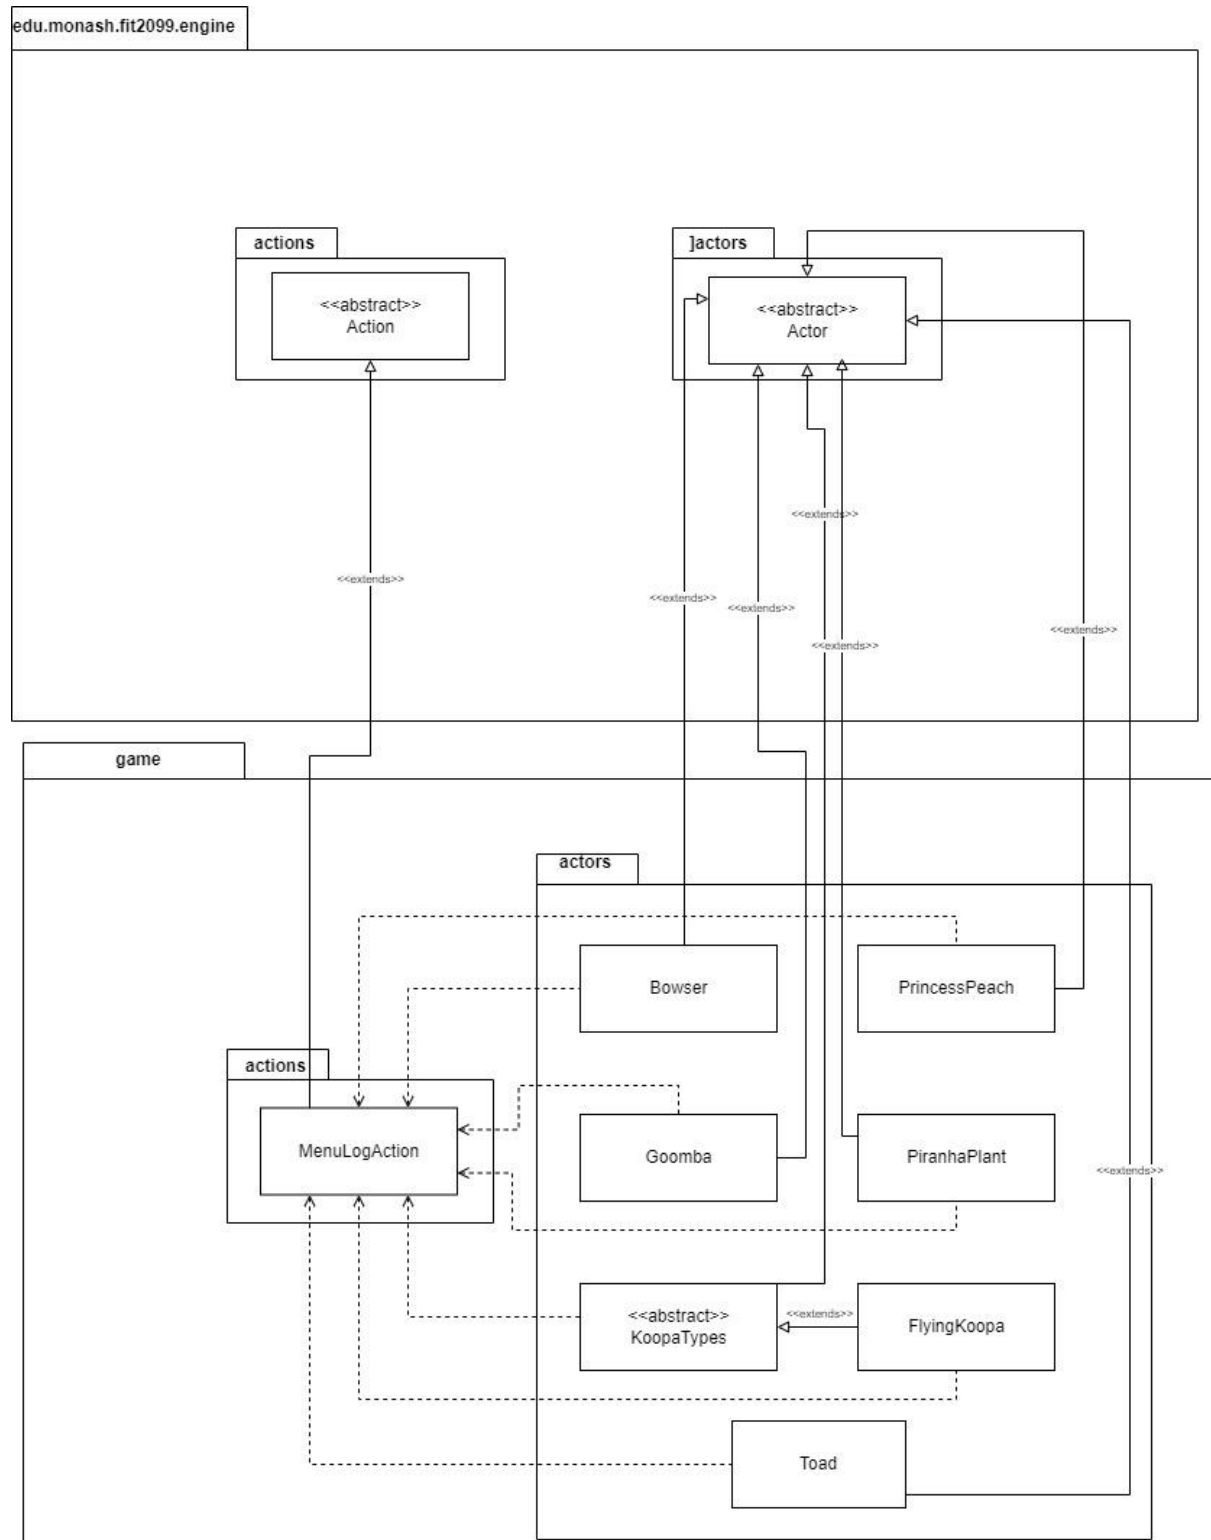 edu.monash.fit2099.engine
actions
]actors
<<abstract>>
Action
<<abstract>>
Actor
<<extends>>
<<extends>>
<<extends>>
<<extends>>
<<extends>>
<<extends>>
game
actors
Bowser
PrincessPeach
actions
MenuLogAction
Goomba
PiranhaPlant
<<extends>>
<<abstract>>
KoopaTypes
<<extends>>
FlyingKoopa
Toad